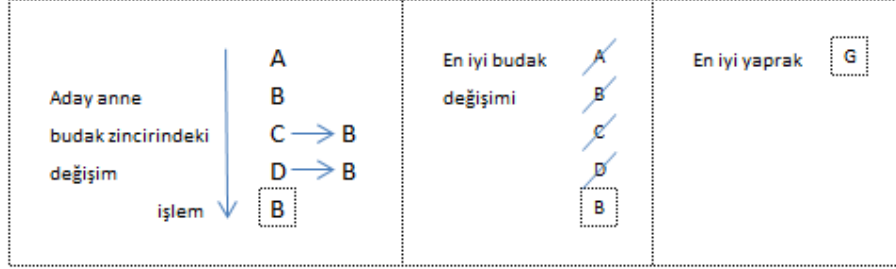 A
Aday anne B
budak zincirindeki C → B
değişim D → B
işlem B
En iyi budak A
değişimi B
C
D
B
En iyi yaprak G